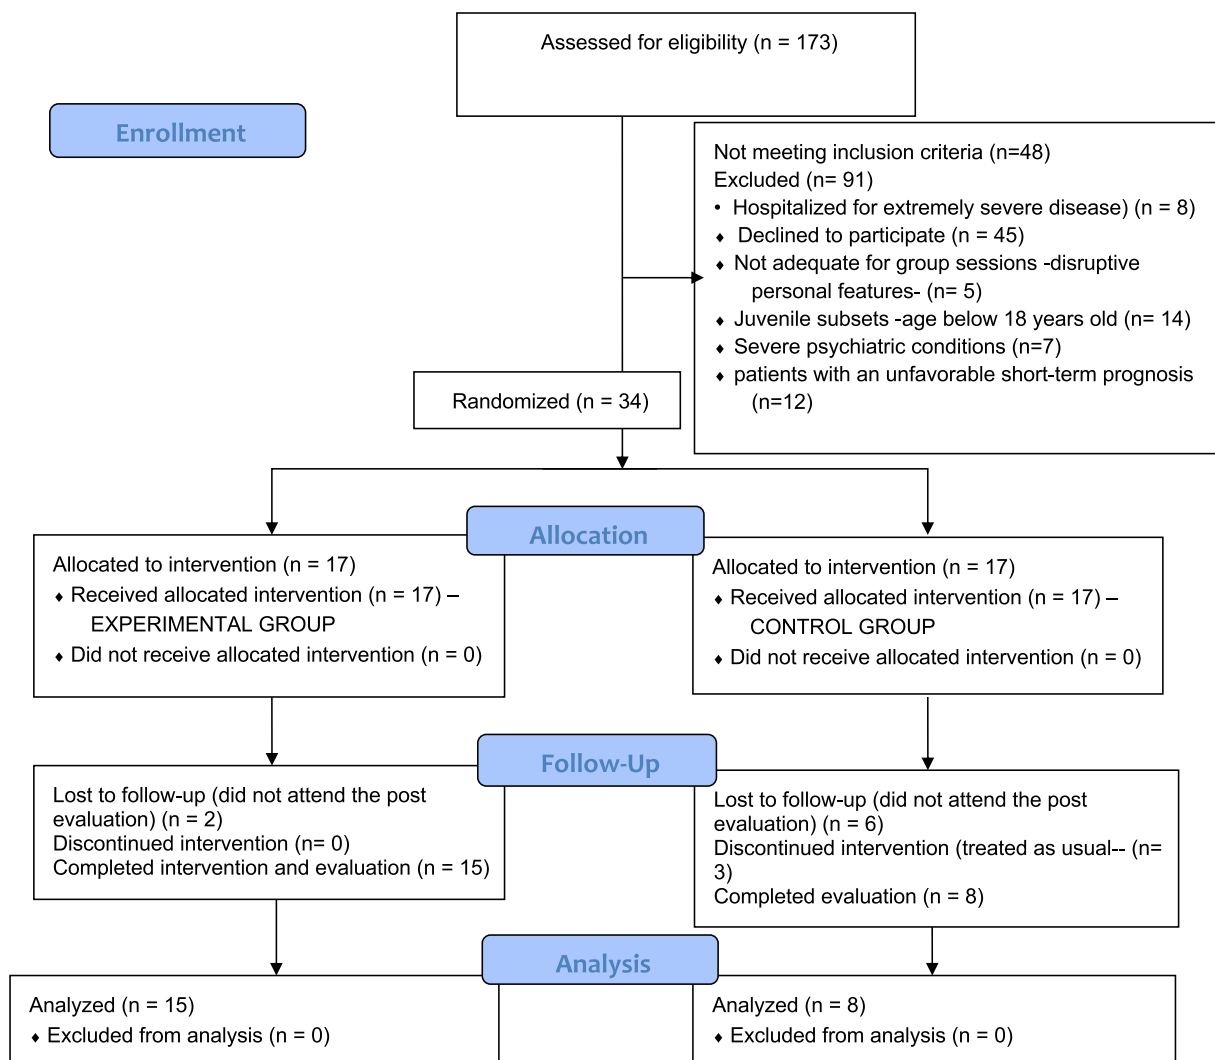 Assessed for eligibility (n = 173)
Enrollment
Not meeting inclusion criteria (n=48)
Excluded (n= 91)
• Hospitalized for extremely severe disease) (n = 8)
♦ Declined to participate (n = 45)
♦ Not adequate for group sessions -disruptive
personal features- (n= 5)
♦ Juvenile subsets -age below 18 years old (n= 14)
♦ Severe psychiatric conditions (n=7)
♦ patients with an unfavorable short-term prognosis
(n=12)
Randomized (n = 34)
Allocation
Allocated to intervention (n = 17)
♦ Received allocated intervention (n = 17) –
EXPERIMENTAL GROUP
♦ Did not receive allocated intervention (n = 0)
Allocated to intervention (n = 17)
♦ Received allocated intervention (n = 17) –
CONTROL GROUP
♦ Did not receive allocated intervention (n = 0)
Follow-Up
Lost to follow-up (did not attend the post
evaluation) (n = 2)
Discontinued intervention (n= 0)
Completed intervention and evaluation (n = 15)
Lost to follow-up (did not attend the post
evaluation) (n = 6)
Discontinued intervention (treated as usual-- (n=
3)
Completed evaluation (n = 8)
Analysis
Analyzed (n = 15)
♦ Excluded from analysis (n = 0)
Analyzed (n = 8)
♦ Excluded from analysis (n = 0)